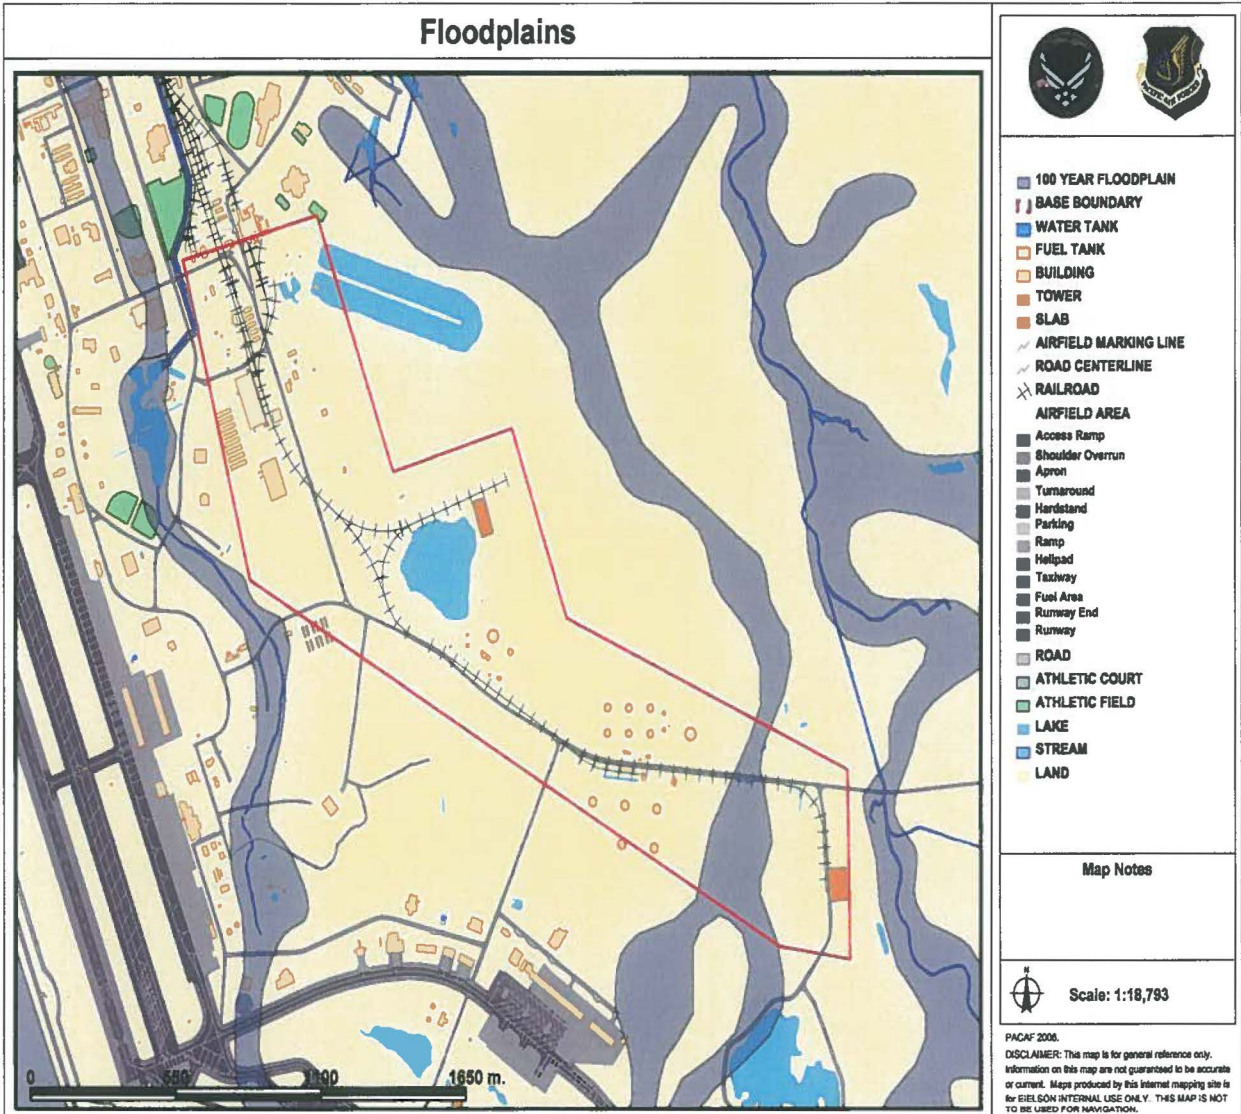 Floodplains
100 YEAR FLOODPLAIN
BASE BOUNDARY
WATER TANK
FUEL TANK
BUILDING
TOWER
SLAB
AIRFIELD MARKING LINE
ROAD CENTERLINE
RAILROAD
AIRFIELD AREA
Access Ramp
Shoulder Overrun
Apron
Turnaround
Hardstand
Parking
Ramp
Helipad
Taxiway
Fuel Area
Runway End
Runway
ROAD
ATHLETIC COURT
ATHLETIC FIELD
LAKE
STREAM
LAND
Map Notes
N
Scale: 1:18,793
PACAF 2006.
DISCLAIMER: This map is for general reference only.
Information on this map are not guaranteed to be accurate
or current. Maps produced by this internet mapping site is
for EIELSON INTERNAL USE ONLY. THIS MAP IS NOT
TO BE USED FOR NAVIGATION.
0 550 1100 1650 m.